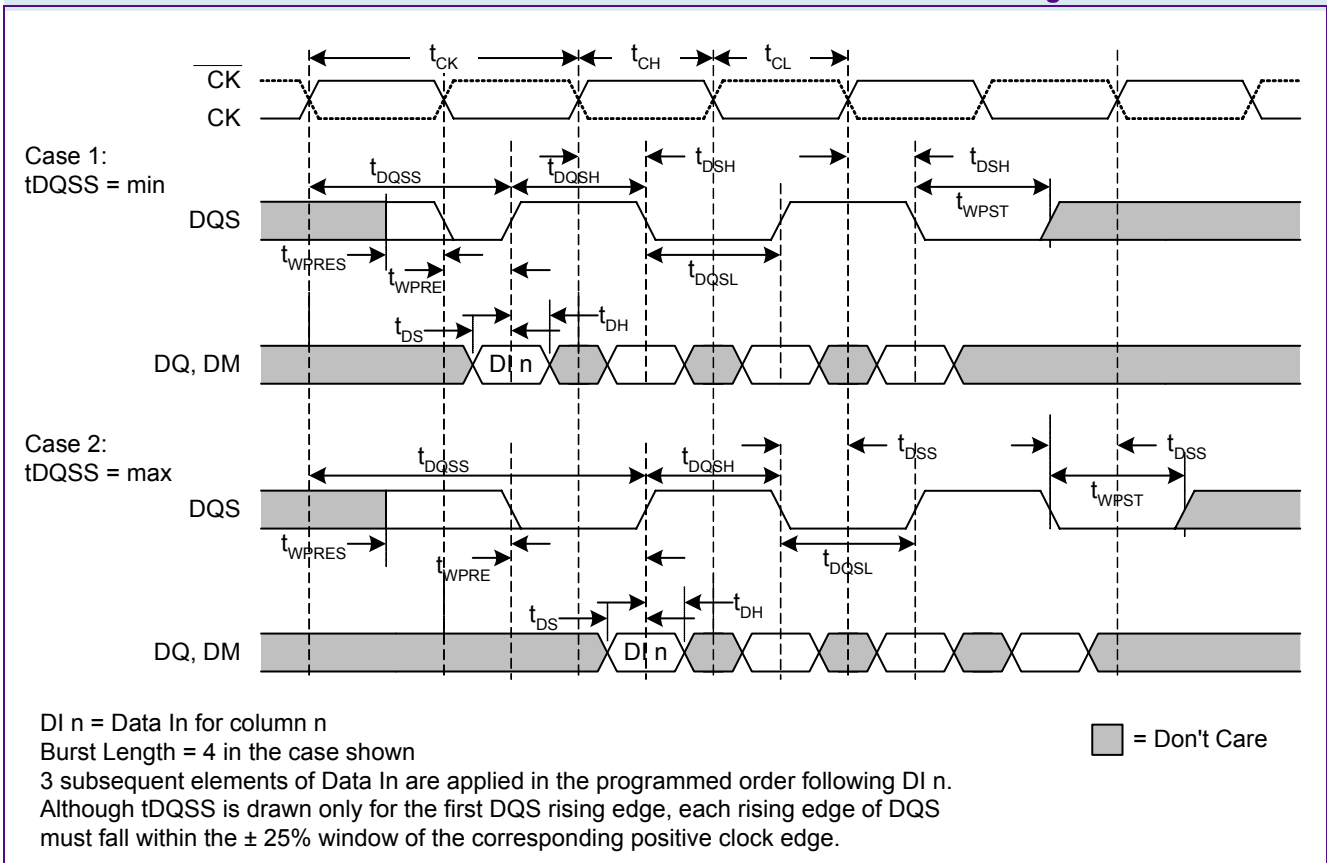 g
tCK tCH tCL
CK
CK
Case 1:
tDQSS = min
tDQSS tDQSH tDSH tDSH
tWPST
DQS
tWPRES
tWPRE
tDQSL
tDS tDH
DQ, DM
DI n
Case 2:
tDQSS = max
tDQSS tDQSH tDSS tDSS
tWPST
DQS
tWPRES
tWPRE
tDQSL
tDS tDH
DQ, DM
DI n
DI n = Data In for column n
Burst Length = 4 in the case shown
= Don't Care
3 subsequent elements of Data In are applied in the programmed order following DI n.
Although tDQSS is drawn only for the first DQS rising edge, each rising edge of DQS
must fall within the ± 25% window of the corresponding positive clock edge.